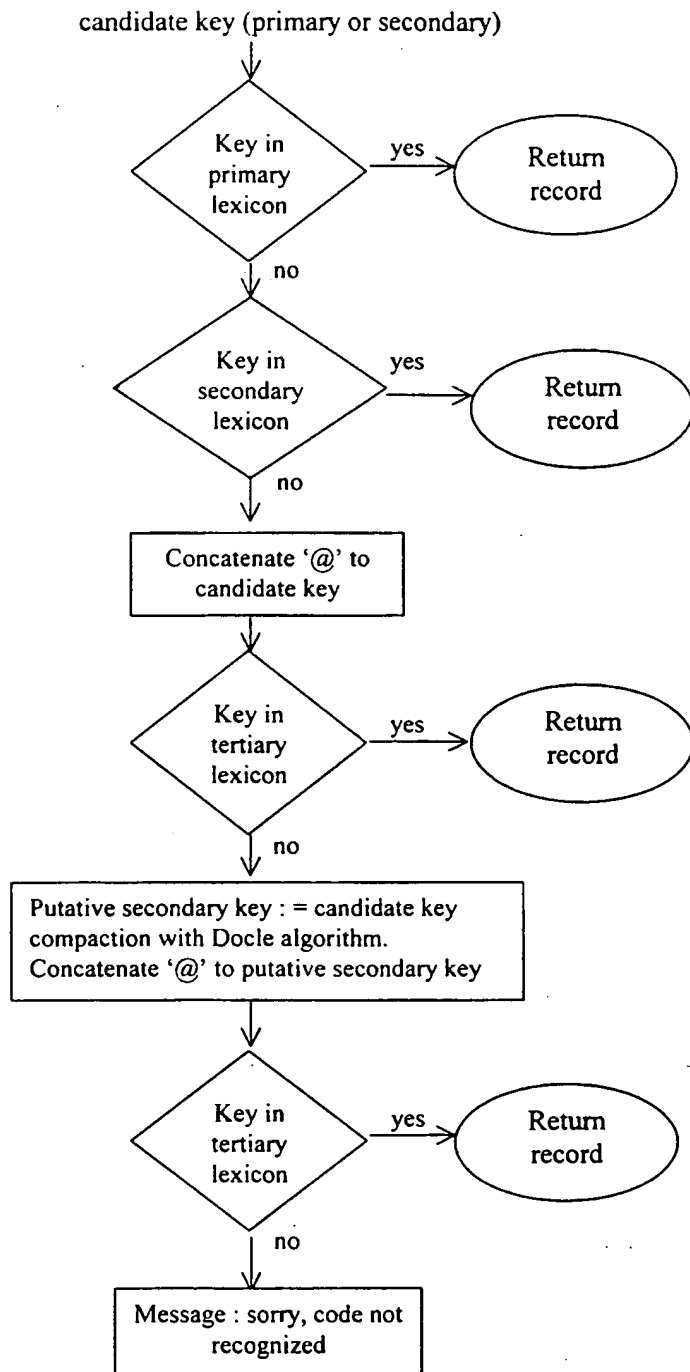 candidate key (primary or secondary)
Key in
primary
lexicon
yes
Return
record
no
Key in
secondary
lexicon
yes
Return
record
no
Concatenate ‘@’ to
candidate key
Key in
tertiary
lexicon
yes
Return
record
no
Putative secondary key : = candidate key
compaction with Docle algorithm.
Concatenate ‘@’ to putative secondary key
Key in
tertiary
lexicon
yes
Return
record
no
Message : sorry, code not
recognized